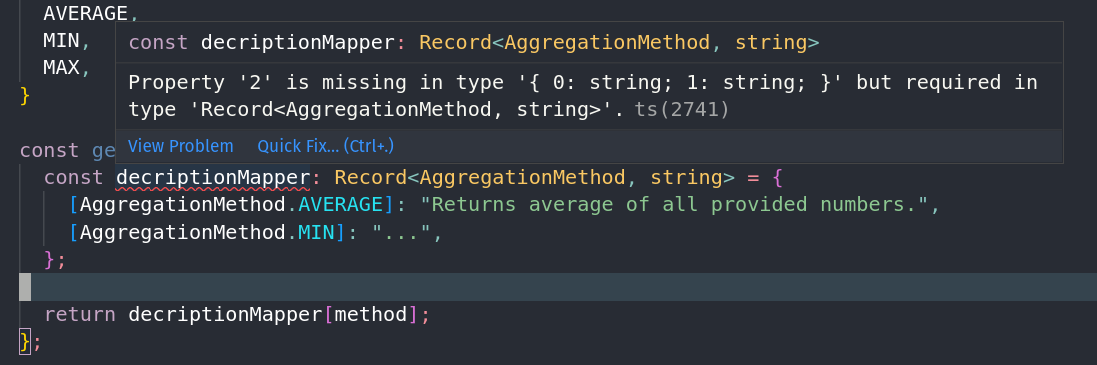 AVERAGE,
MIN,
MAX,
}
const decriptionMapper: Record<AggregationMethod, string>
Property '2' is missing in type '{ 0: string; 1: string; }' but required in
type 'Record<AggregationMethod, string>'. ts(2741)
View Problem Quick Fix... (Ctrl+.)
const ge
const decriptionMapper: Record<AggregationMethod, string> = {
[AggregationMethod.AVERAGE]: "Returns average of all provided numbers.",
[AggregationMethod.MIN]: "...",
};
return decriptionMapper[method];
};